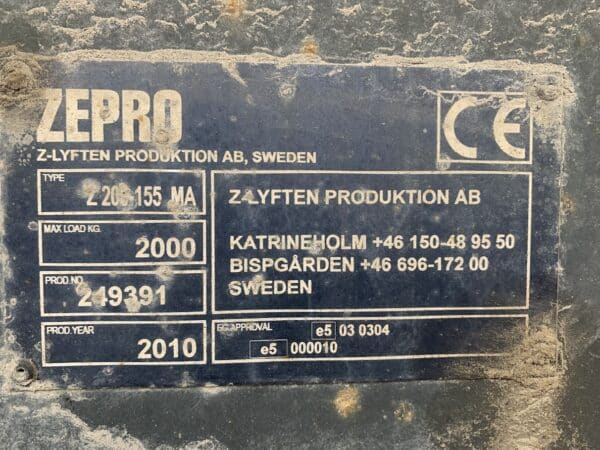 ZEPRO
Z-LYFTEN PRODUKTION AB, SWEDEN
CE
TYPE
Z 200-155 MA
MAX LOAD KG.
2000
PROD.NO.
249391
PROD.YEAR
2010
Z-LYFTEN PRODUKTION AB
KATRINEHOLM +46 150-48 95 50
BISPGÅRDEN +46 696-172 00
SWEDEN
EC APPROVAL
e5 03 0304
e5 000010